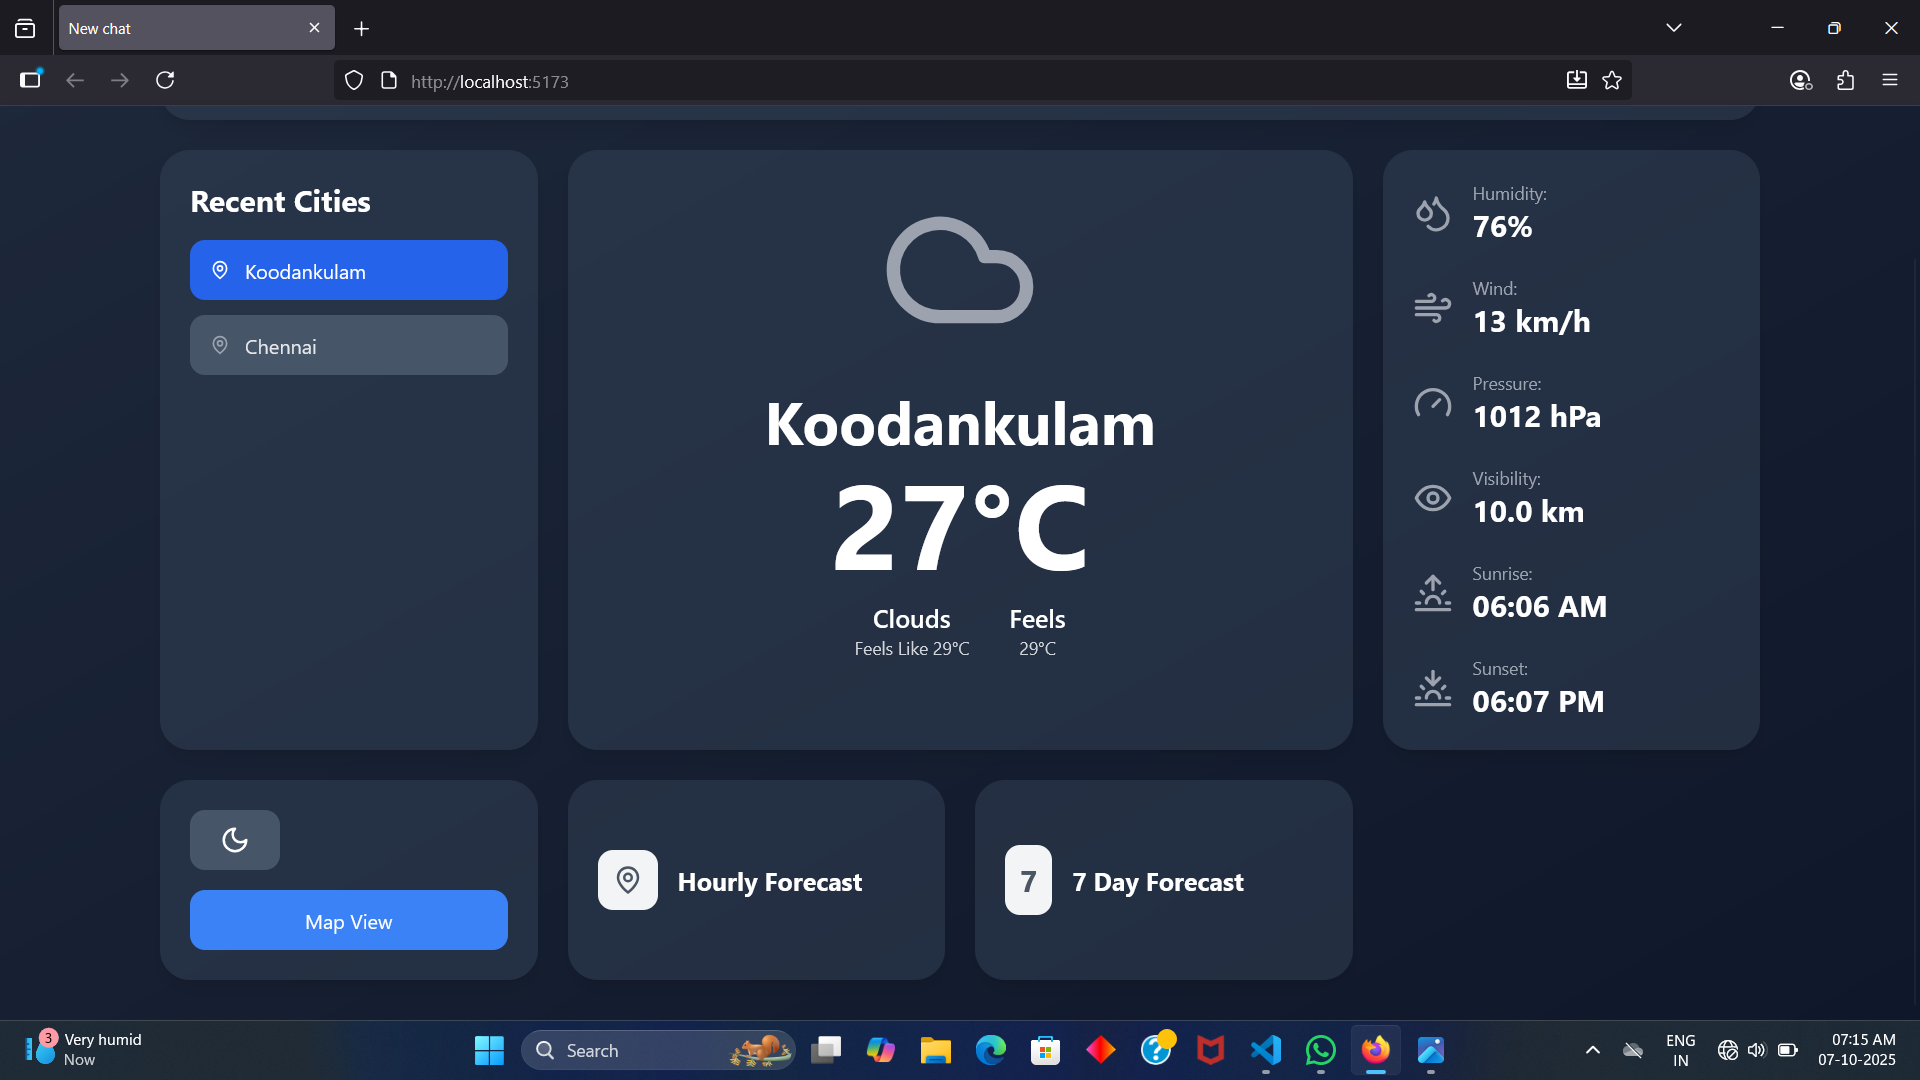 New chat
http://localhost:5173
Recent Cities
Koodankulam
Chennai
Koodankulam
27°C
Clouds
Feels Like 29°C
Feels
29°C
Humidity:
76%
Wind:
13 km/h
Pressure:
1012 hPa
Visibility:
10.0 km
Sunrise:
06:06 AM
Sunset:
06:07 PM
Map View
Hourly Forecast
7
7 Day Forecast
3
Very humid
Now
Search
ENG
IN
07:15 AM
07-10-2025